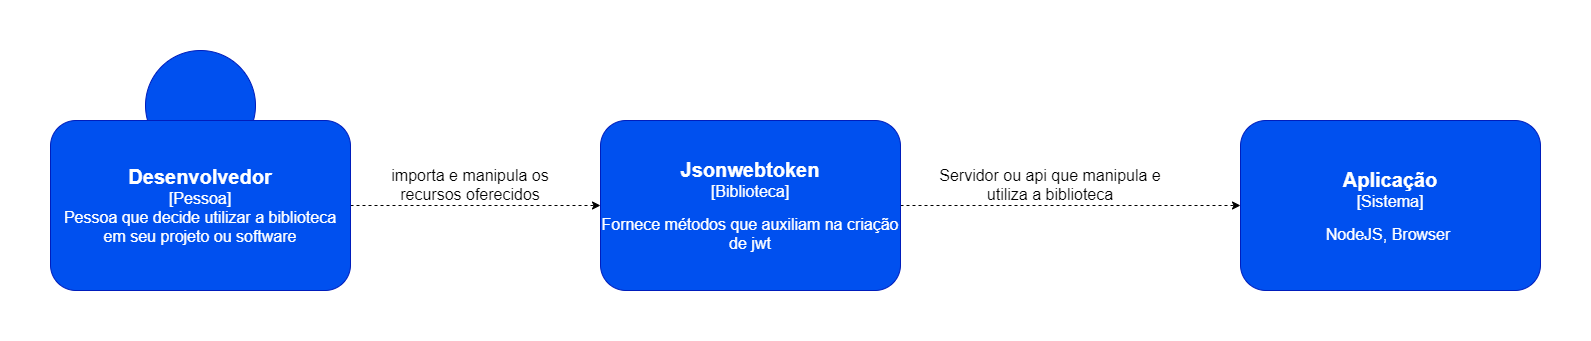 Desenvolvedor
[Pessoa]
Pessoa que decide utilizar a biblioteca
em seu projeto ou software
importa e manipula os
recursos oferecidos
Jsonwebtoken
[Biblioteca]
Fornece métodos que auxiliam na criação
de jwt
Servidor ou api que manipula e
utiliza a biblioteca
Aplicação
[Sistema]
NodeJS, Browser